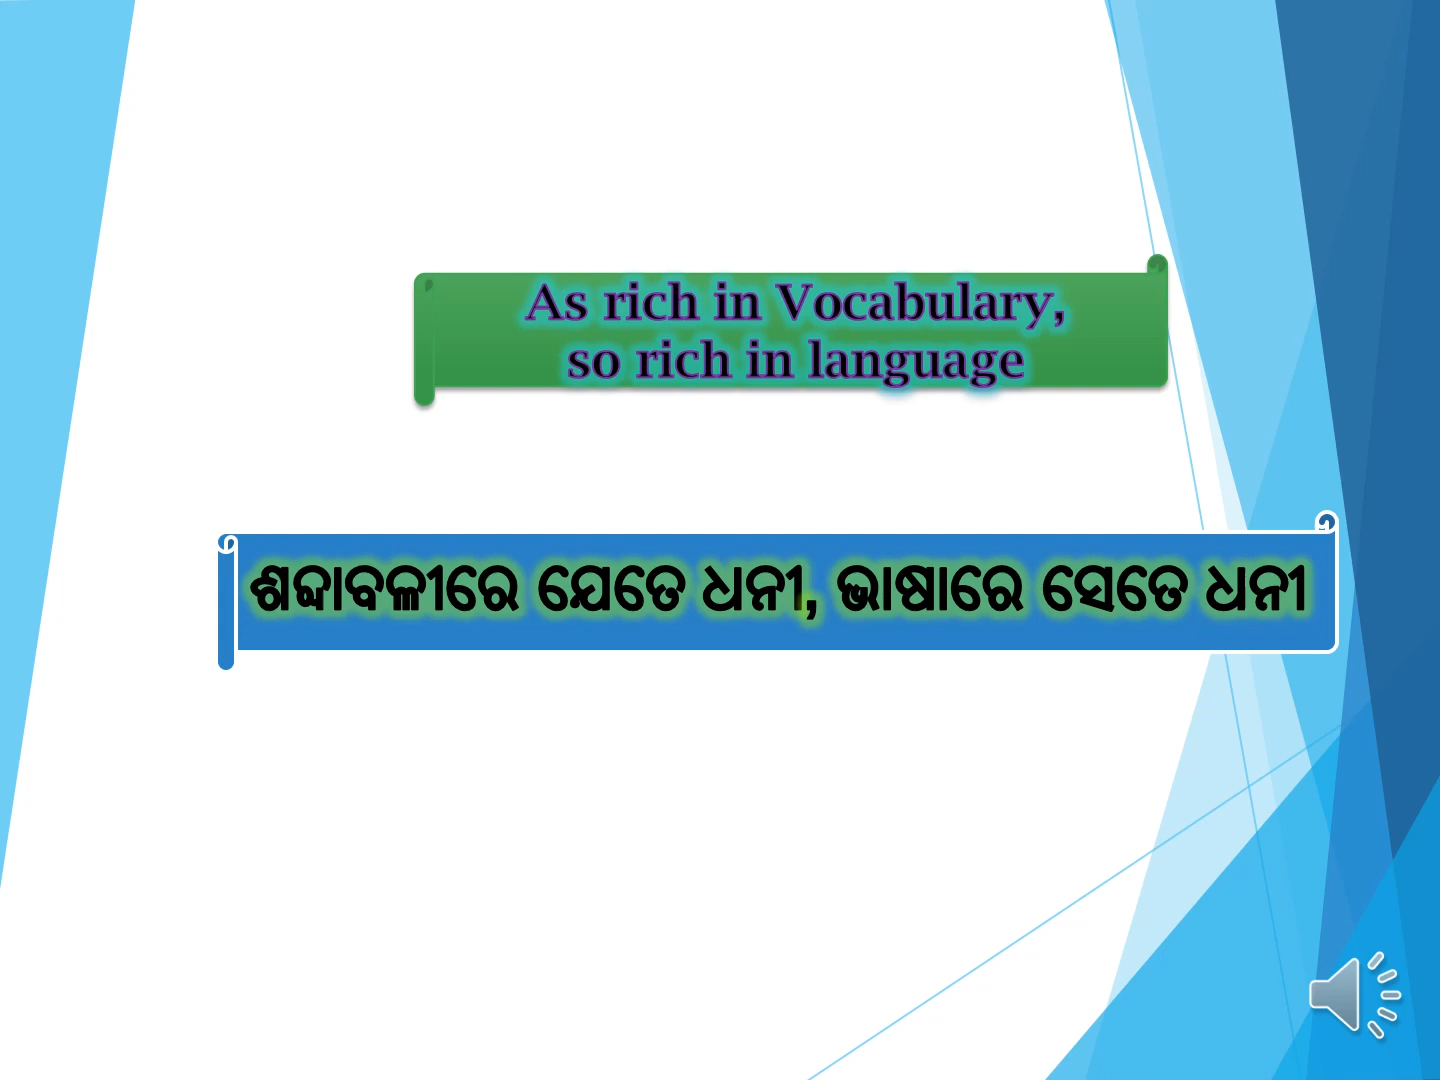 As rich in Vocabulary,
so rich in language
ଶବ୍ଦାବଳୀରେ ଯେତେ ଧନୀ, ଭାଷାରେ ସେତେ ଧନୀ